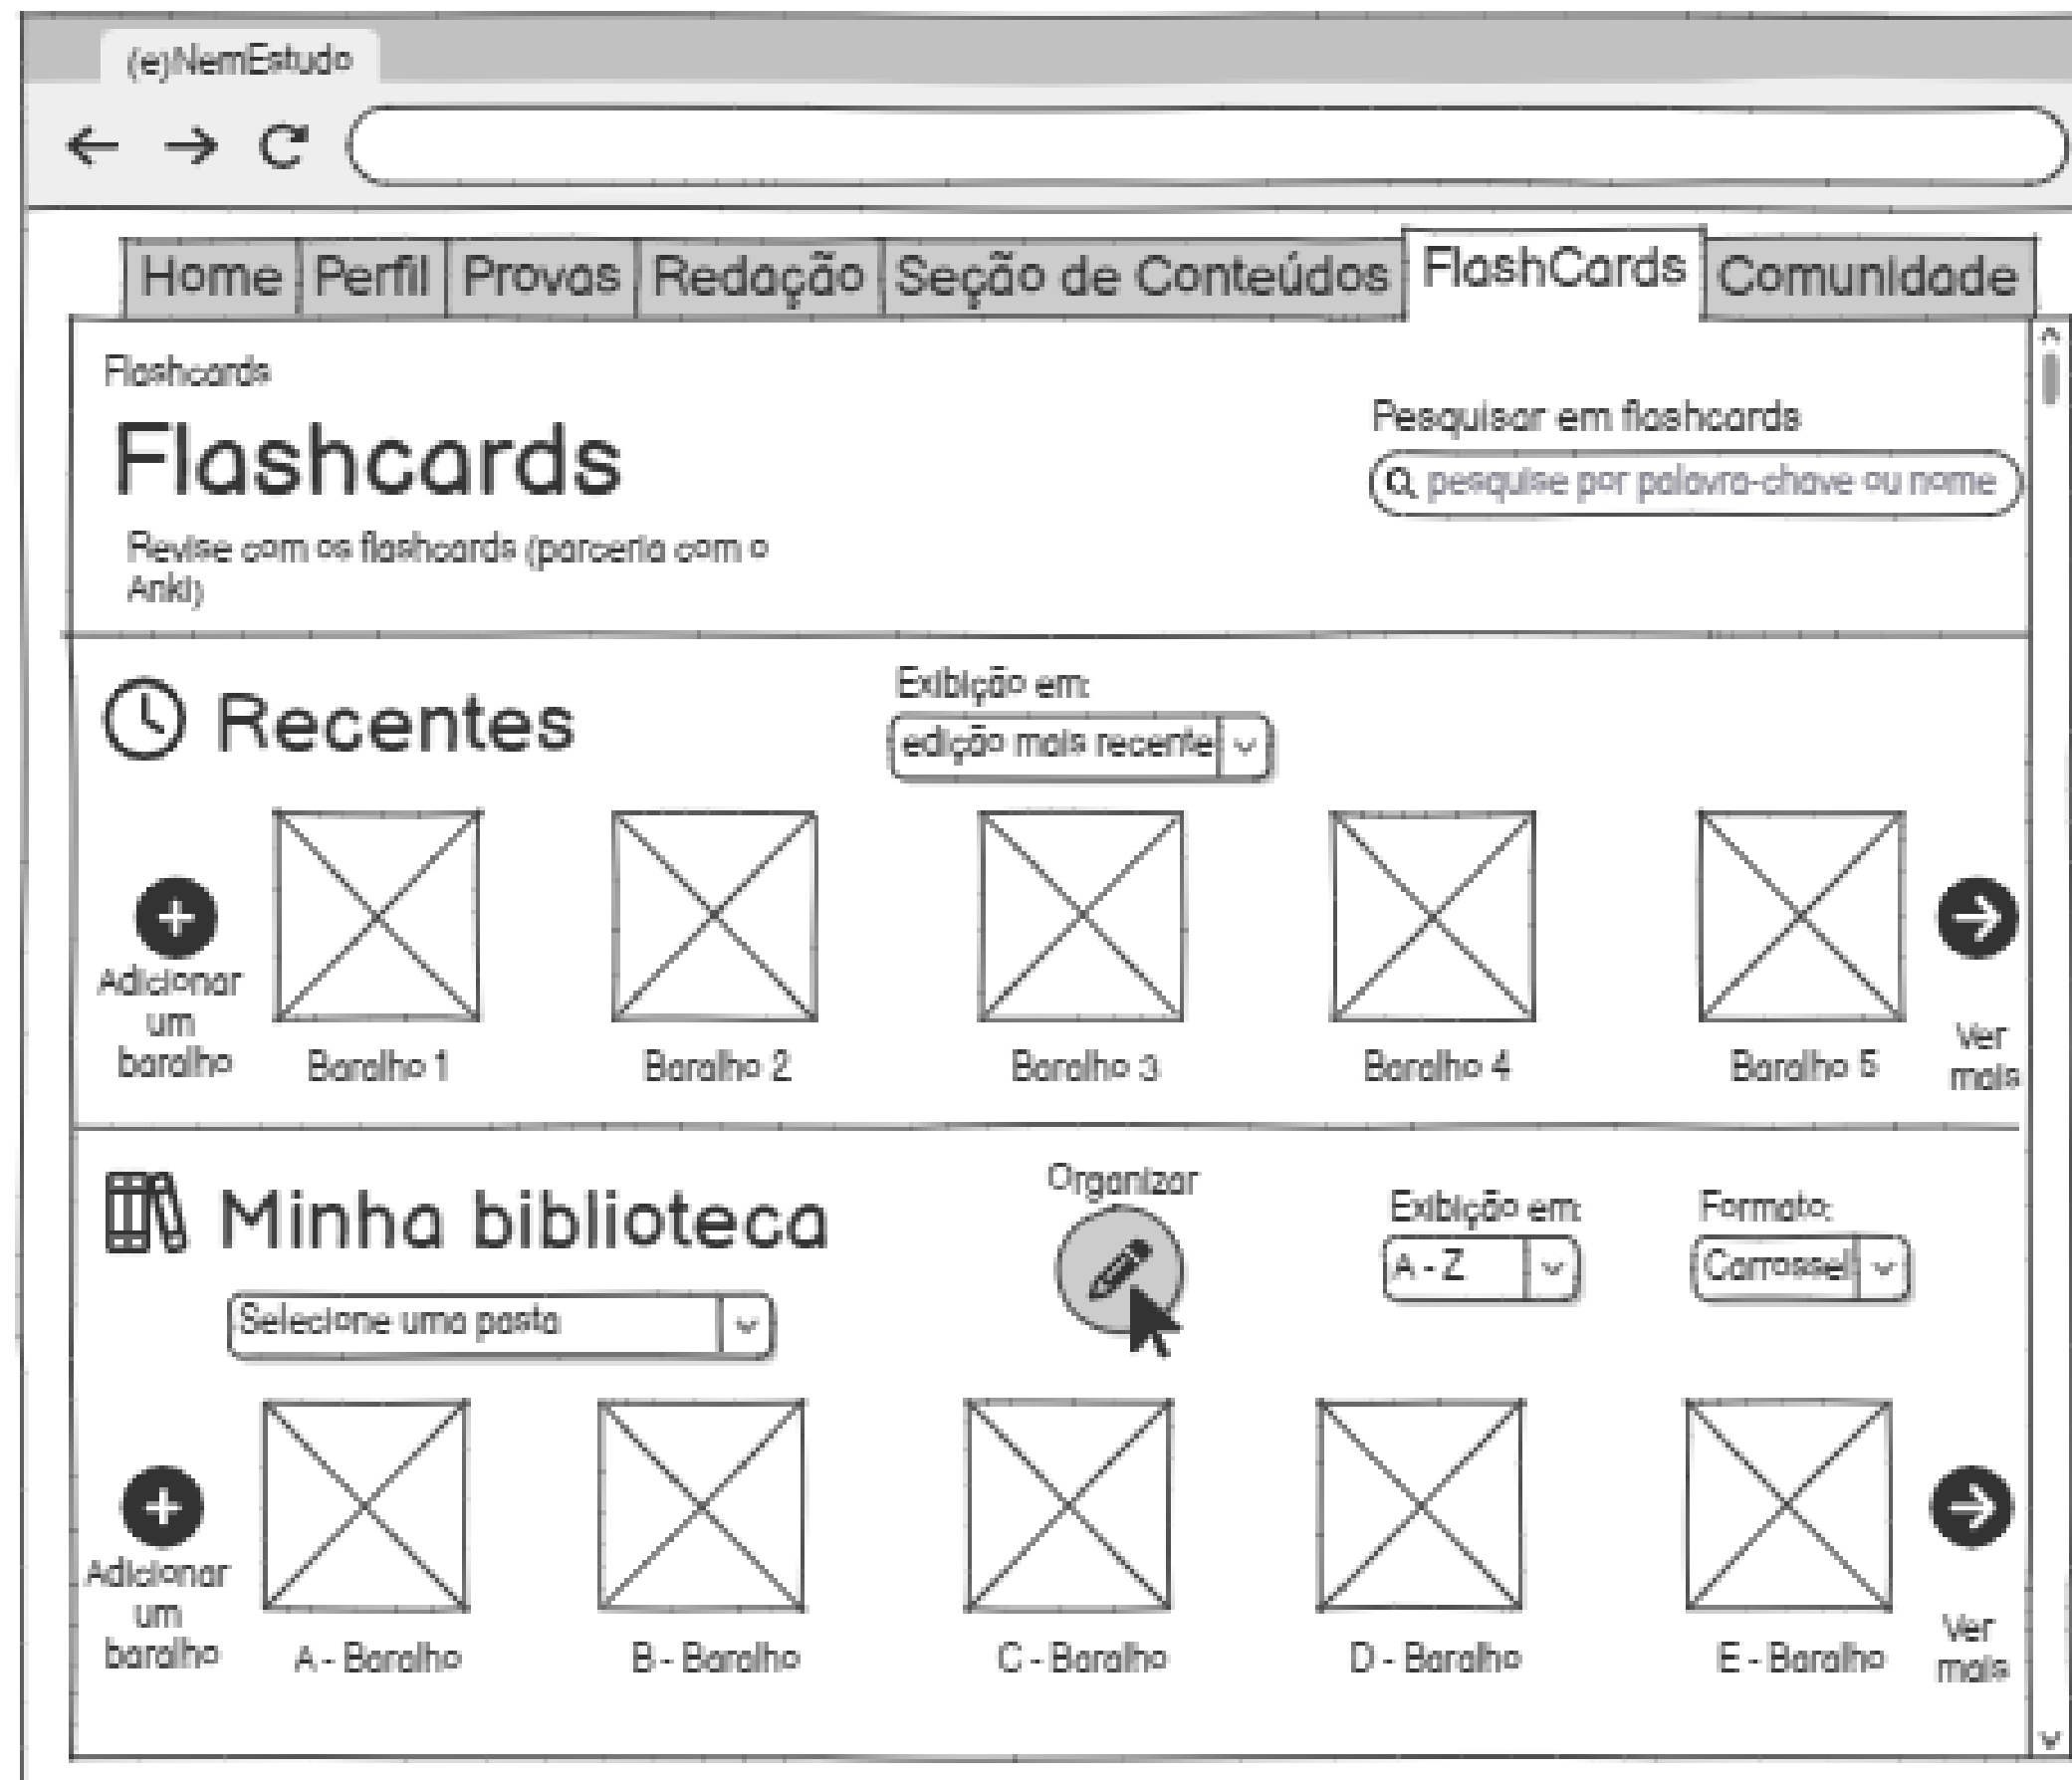 (e)NemEstudo
Home Perfil Provas Redação Seção de Conteúdos FlashCards Comunidade
Flashcards
Flashcards
Revise com os flashcards (parceria com o
Anki)
Pesquisar em flashcards
pesquise por palavra-chave ou nome
Recentes
Exibição em:
edição mais recente
Adicionar
um
baralho
Baralho 1
Baralho 2
Baralho 3
Baralho 4
Baralho 5
Ver
mais
Minha biblioteca
Selecione uma pasta
Organizar
Exibição em:
A - Z
Formato:
Carrossel
Adicionar
um
baralho
A - Baralho
B - Baralho
C - Baralho
D - Baralho
E - Baralho
Ver
mais